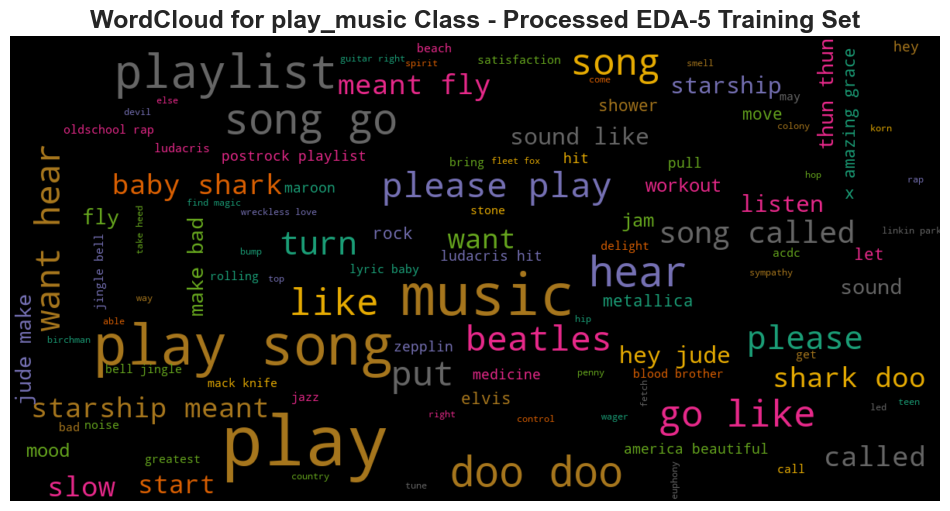 WordCloud for play_music Class - Processed EDA-5 Training Set
playlist
guitar right
spirit
beach
satisfaction
song
come
smell
hey
meant fly
starship
may
else
devil
song go
shower
move
thun thun
x amazing grace
colony
korn
oldschool rap
ludacris
postrock playlist
sound like
bring
fleet fox
hit
pull
hop
rap
want hear
baby shark
maroon
please play
workout
listen
find magic
wreckless love
stone
jam
fly
take heed
make bad
turn
rock
want
song called
linkin park
jingle bell
bump
top
ludacris hit
delight
acdc
let
rolling
lyric baby
hear
sympathy
sound
way
like
music
metallica
jude make
able
birchman
play song
zepplin
beatles
hip
please
hey jude
get
bell jingle
mack knife
put
medicine
blood brother
penny
shark doo
starship meant
jazz
elvis
fetch
led
teen
bad
noise
right
control
wager
go like
mood
play
america beautiful
called
greatest
country
doo doo
call
slow
start
tune
euphony